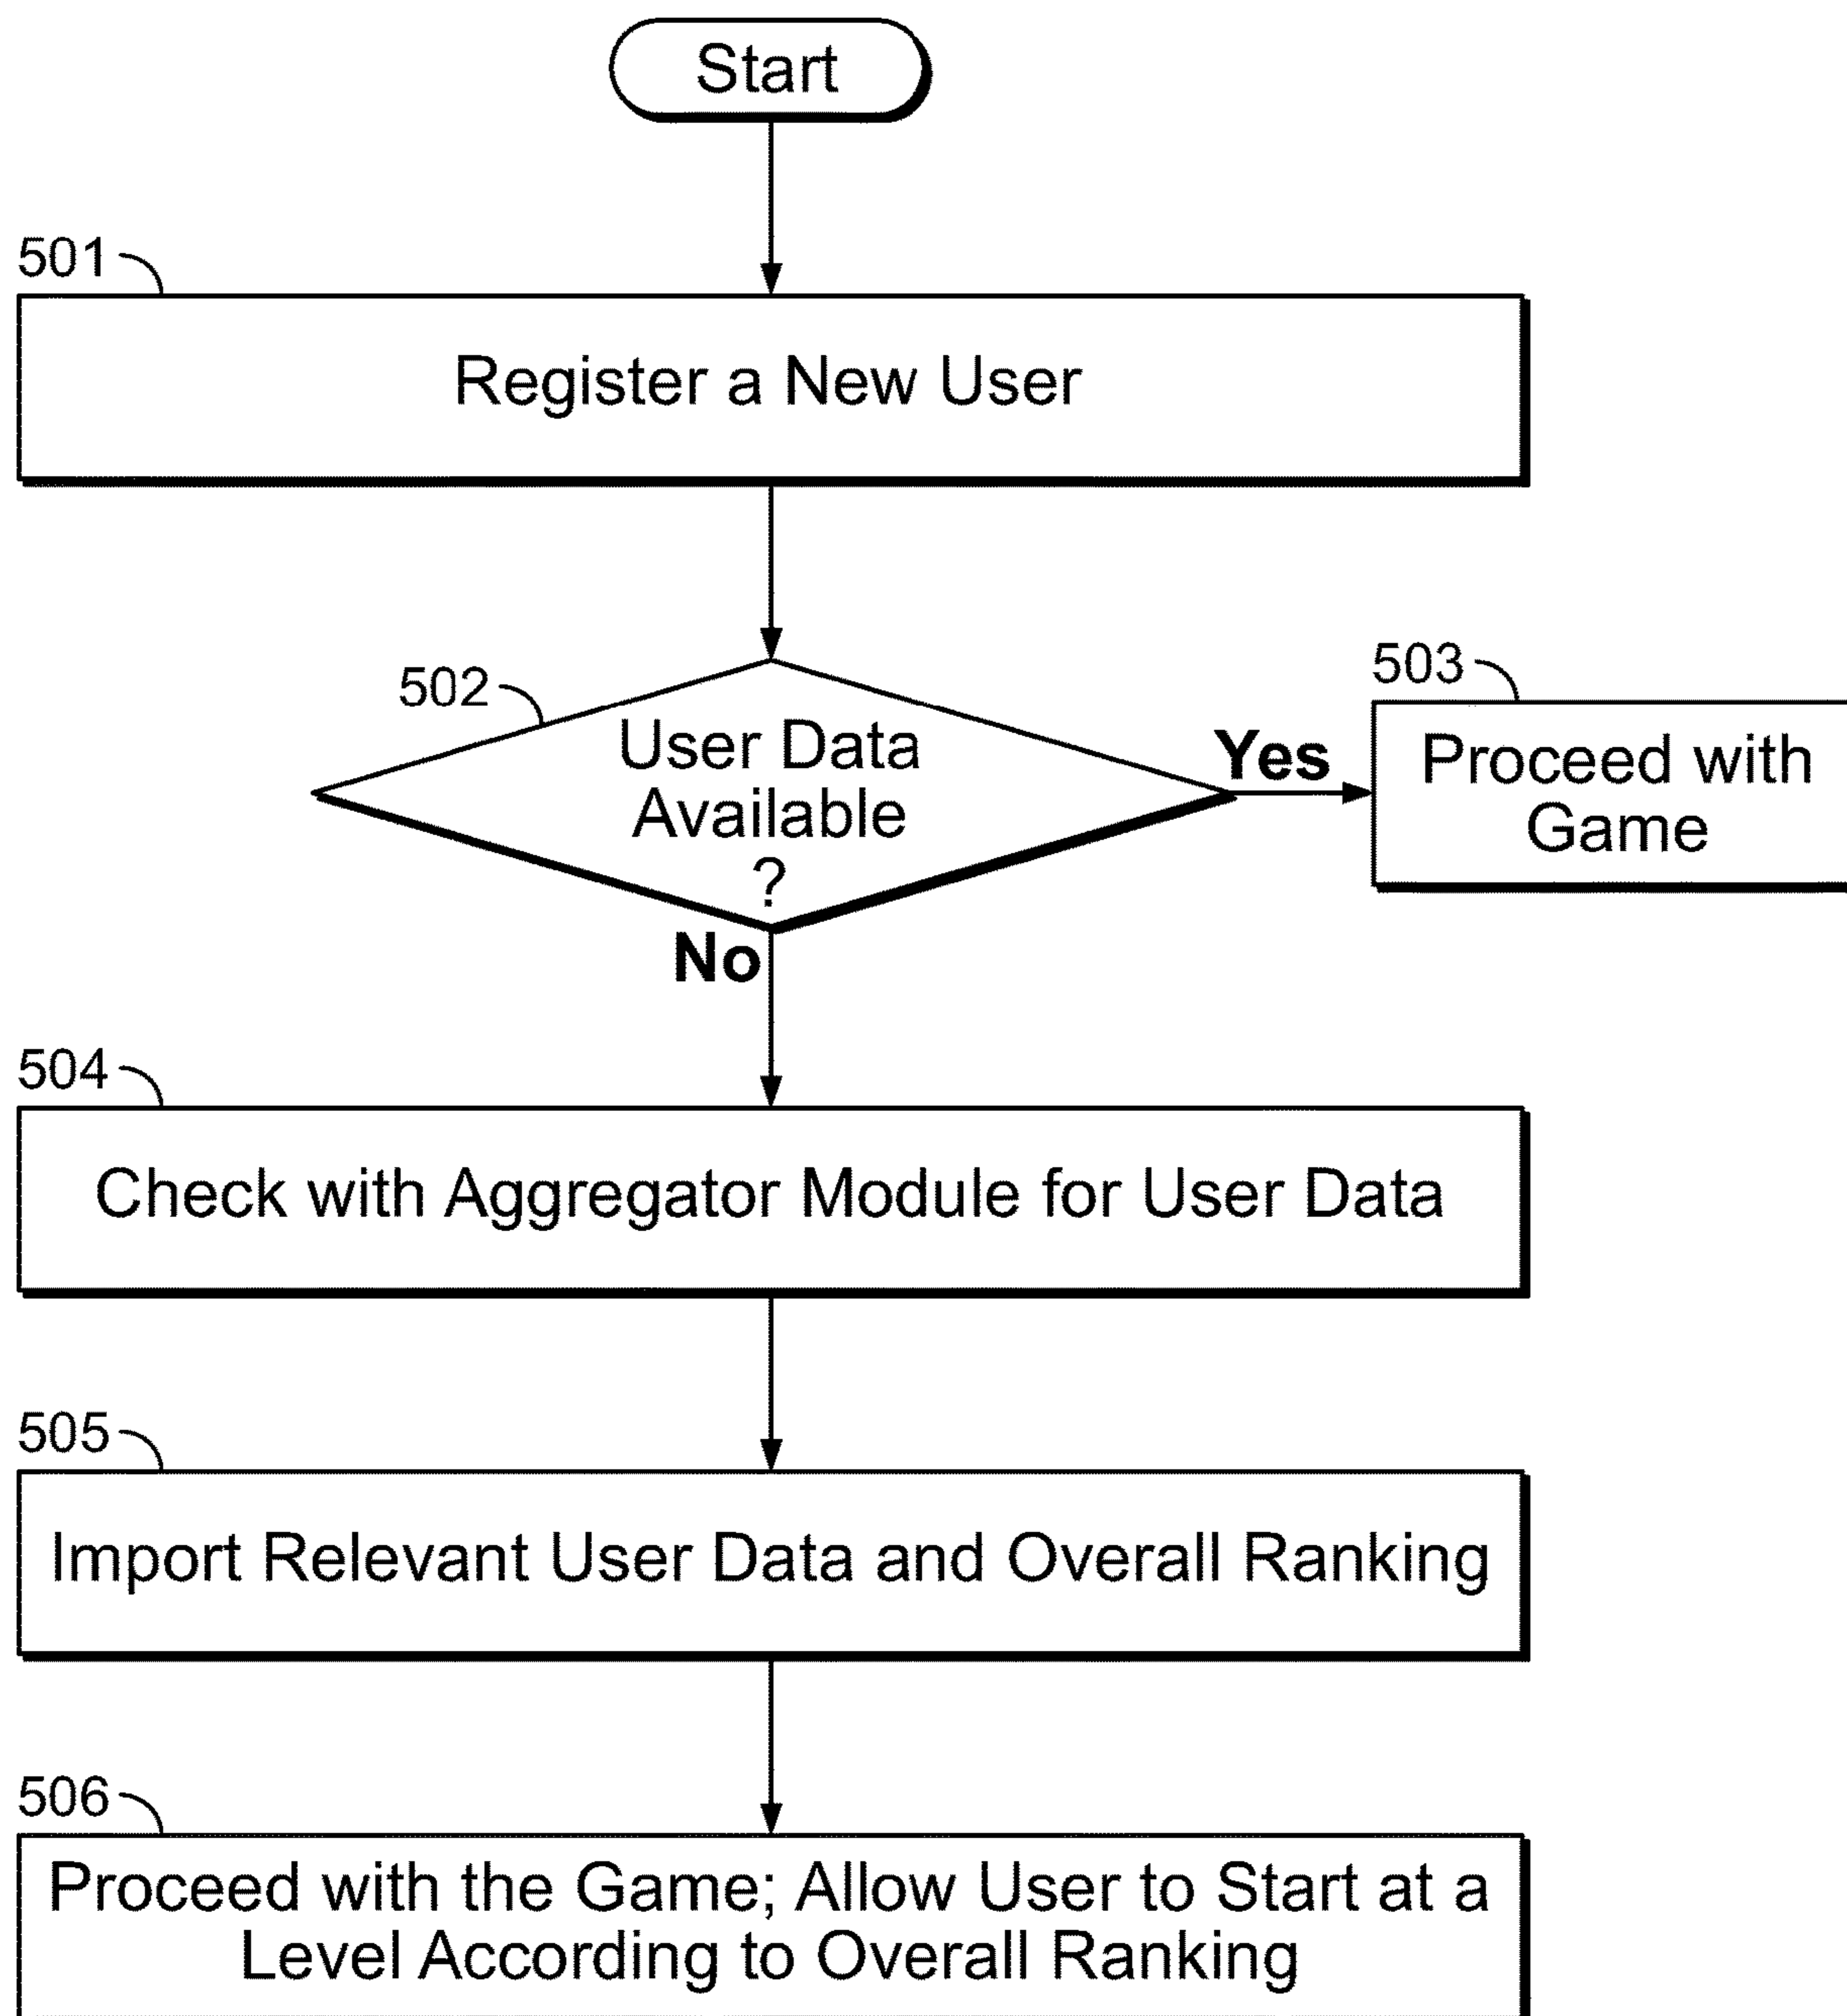 Start
501
Register a New User
502
User Data
Available
?
Yes
503
Proceed with
Game
No
504
Check with Aggregator Module for User Data
505
Import Relevant User Data and Overall Ranking
506
Proceed with the Game; Allow User to Start at a
Level According to Overall Ranking